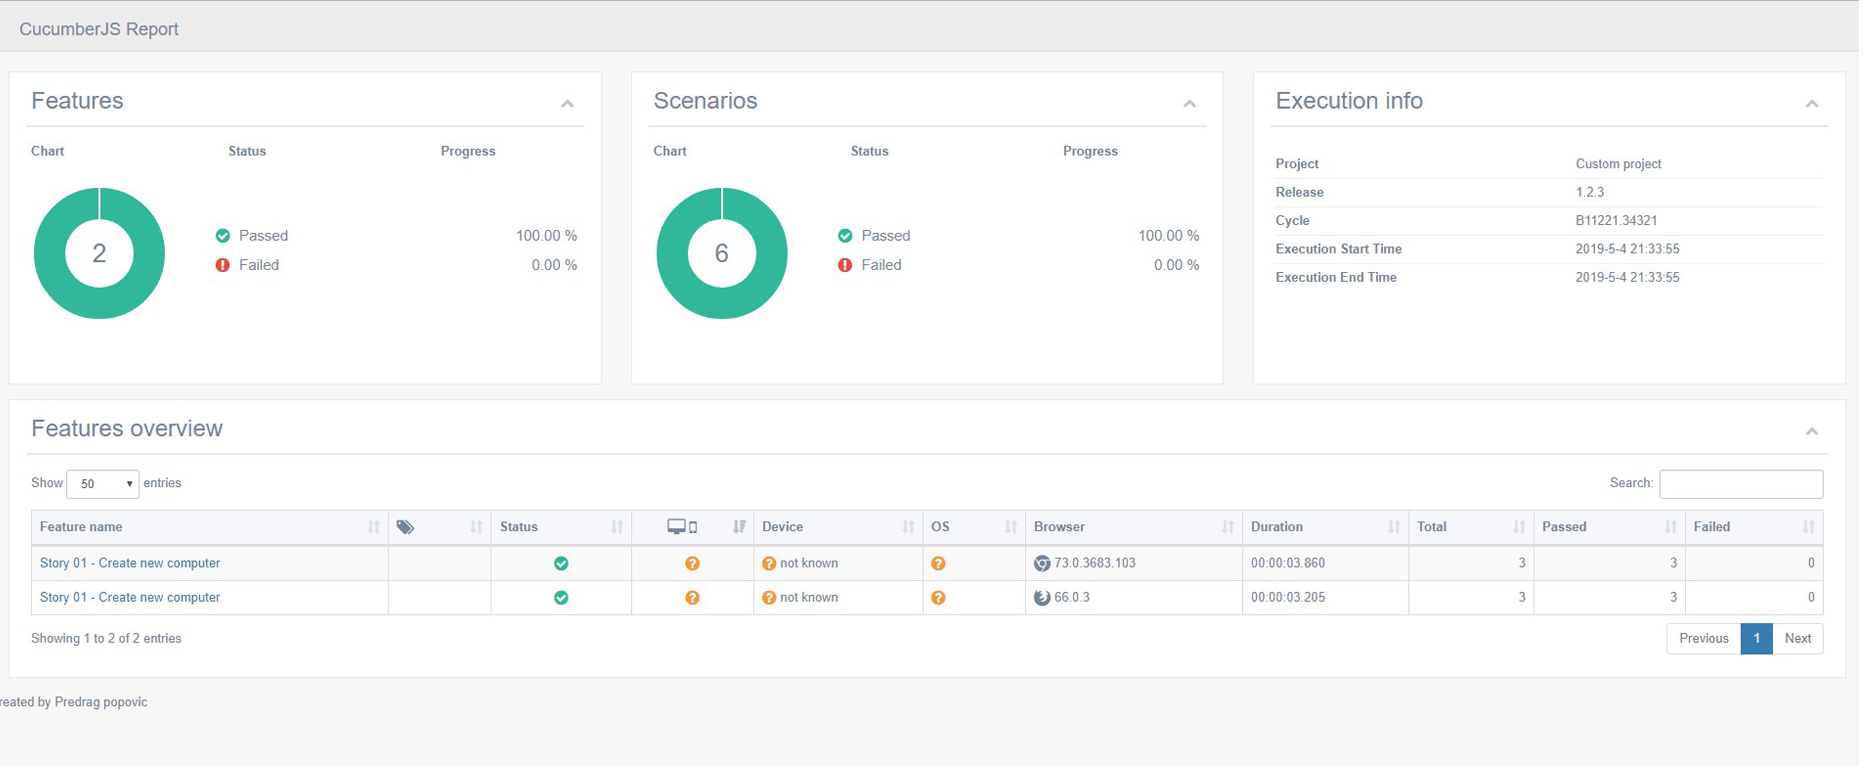 CucumberJS Report
Features
Chart Status Progress
2
Passed 100.00 %
Failed 0.00 %
Scenarios
Chart Status Progress
6
Passed 100.00 %
Failed 0.00 %
Execution info
Project Custom project
Release 1.2.3
Cycle B11221.34321
Execution Start Time 2019-5-4 21:33:55
Execution End Time 2019-5-4 21:33:55
Features overview
Show 50 entries Search:
Feature name Status Device OS Browser Duration Total Passed Failed
Story 01 - Create new computer not known 73.0.3683.103 00:00:03.860 3 3 0
Story 01 - Create new computer not known 66.0.3 00:00:03.205 3 3 0
Showing 1 to 2 of 2 entries Previous 1 Next
reated by Predrag popovic